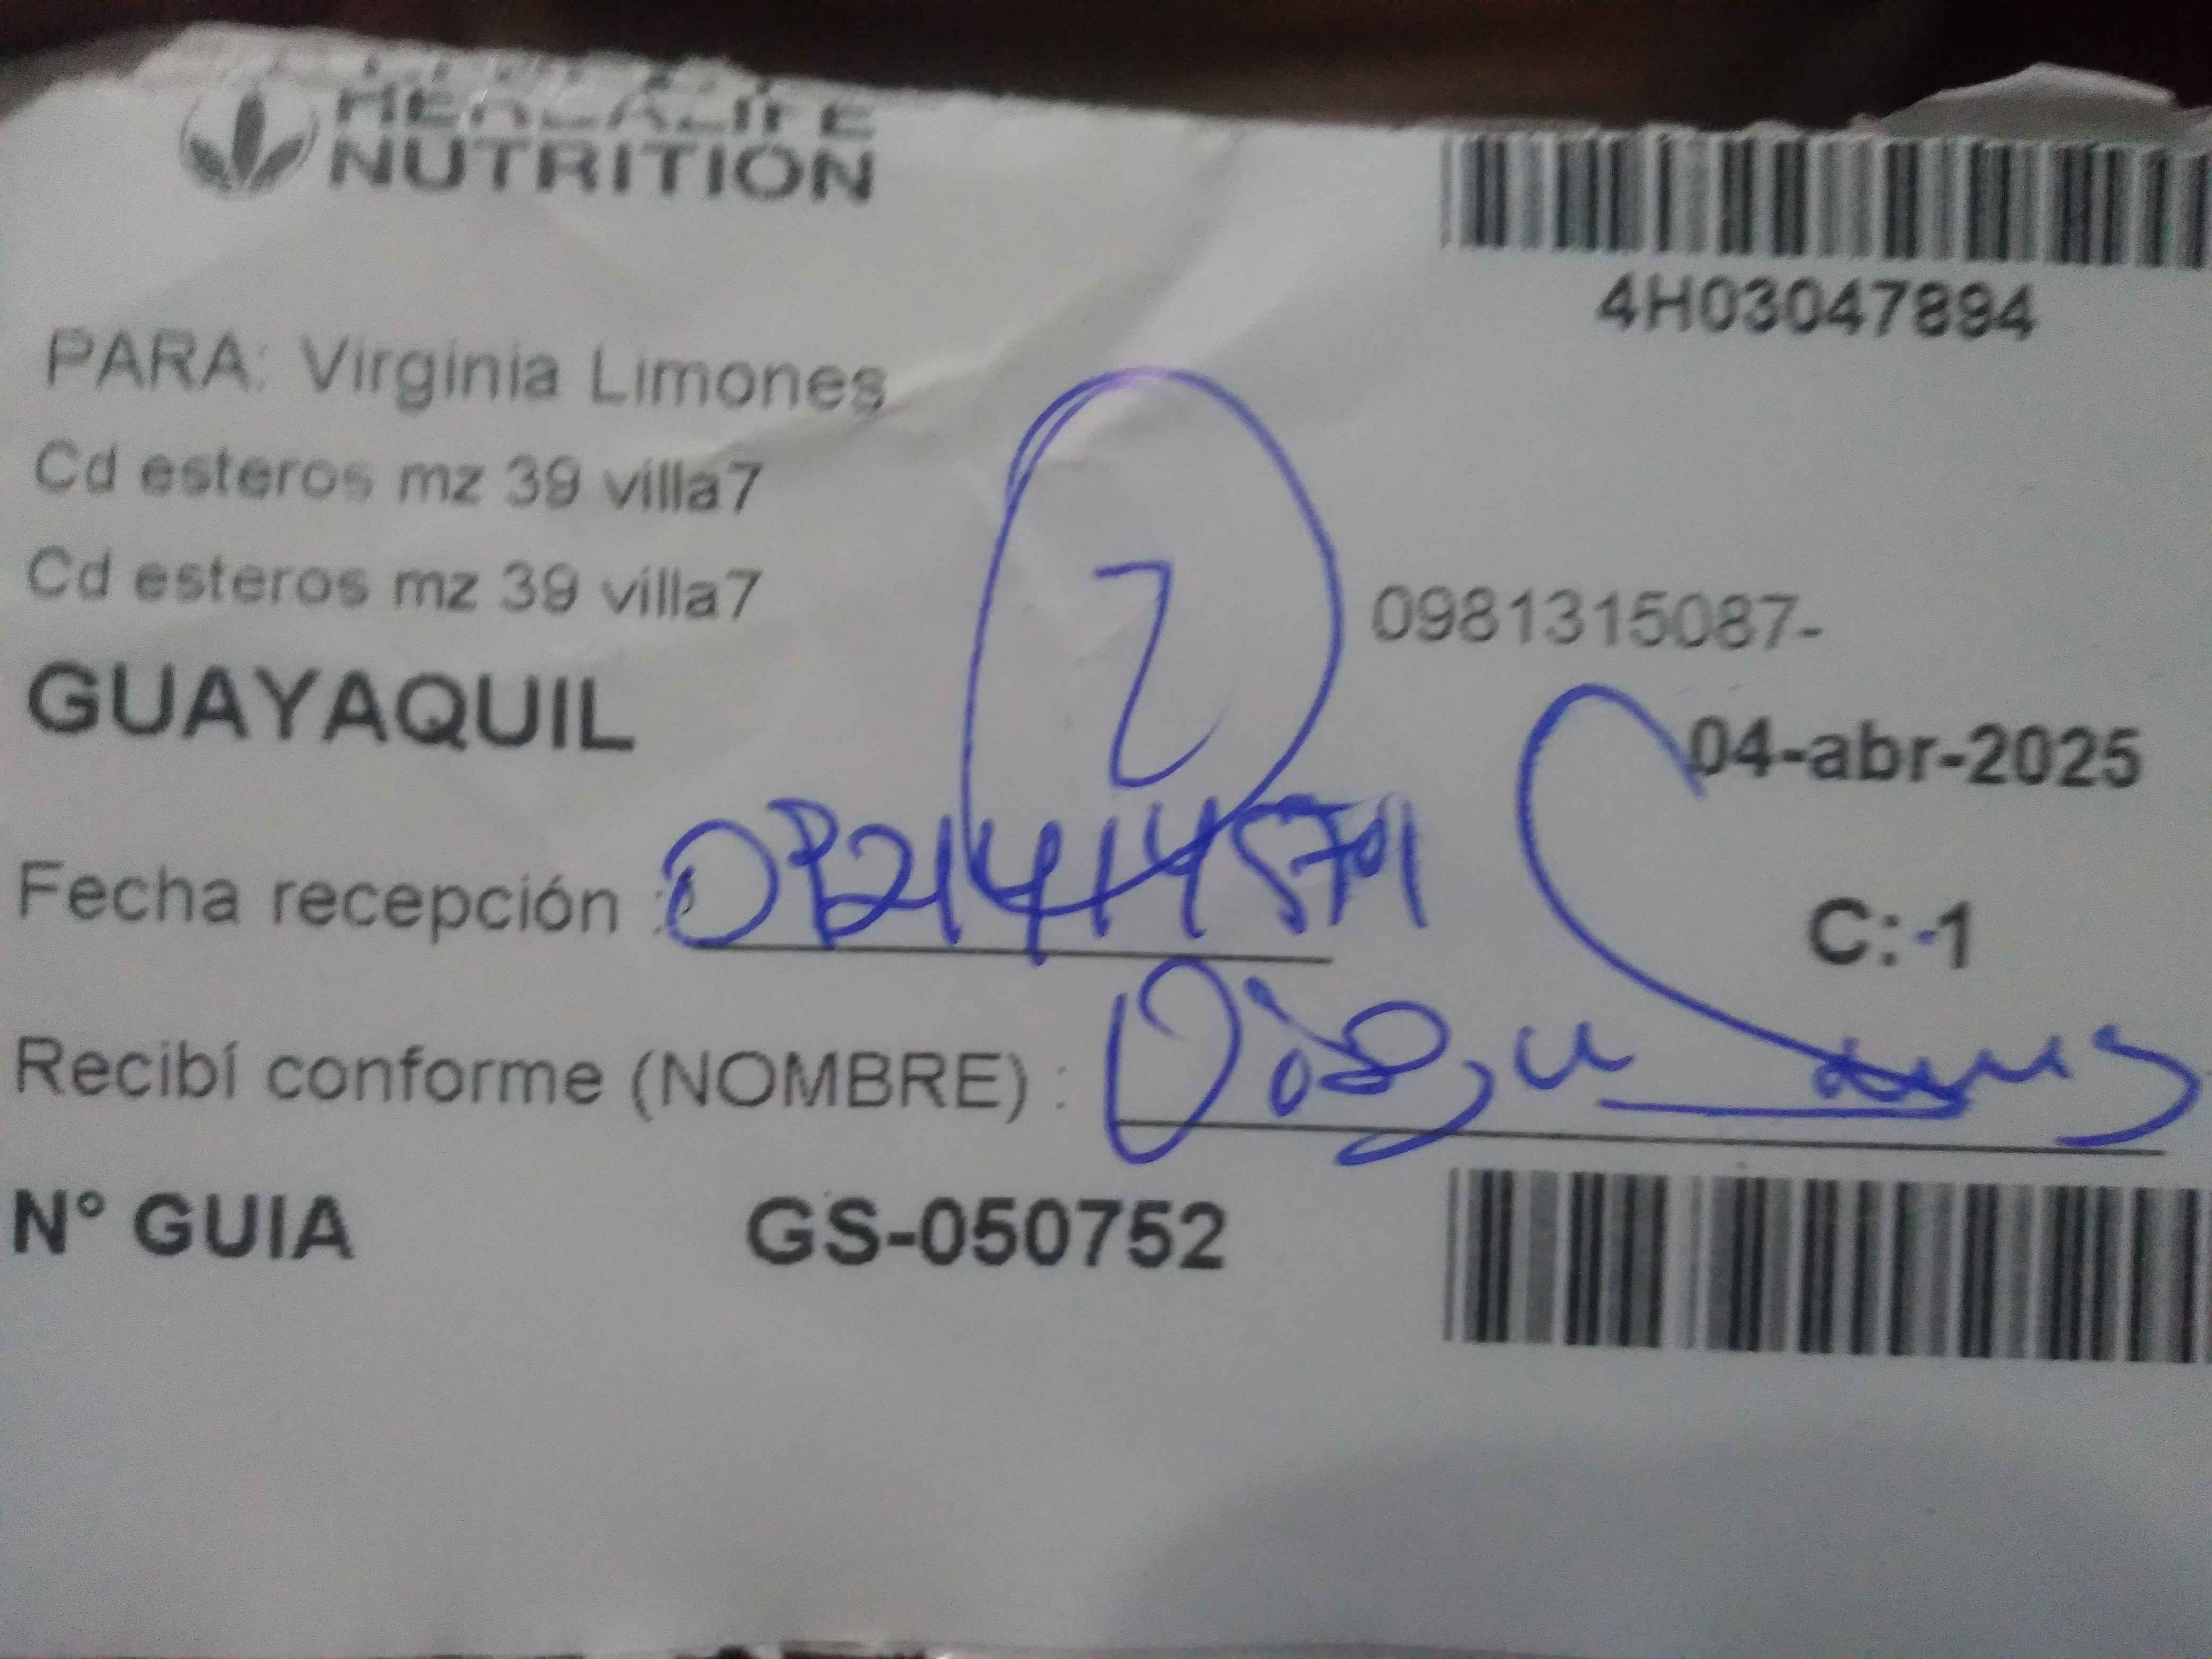 HERBALIFE
NUTRITION
4H03047894
PARA: Virginia Limones
Cd esteros mz 39 villa7
Cd esteros mz 39 villa7
0981315087-
GUAYAQUIL
04-abr-2025
Fecha recepción :
C: 1
Recibí conforme (NOMBRE) :
N° GUIA GS-050752